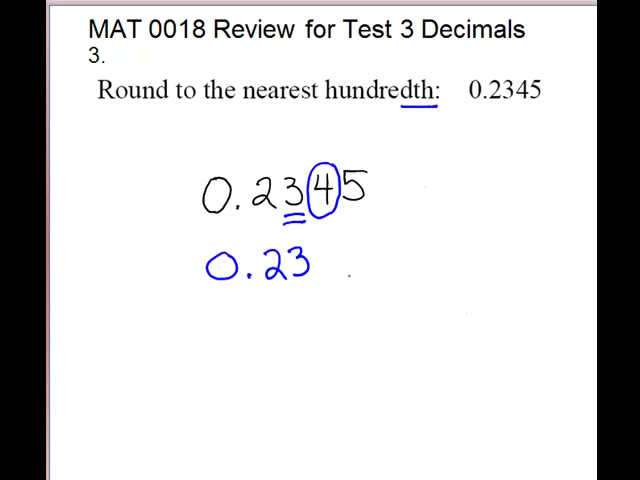 MAT 0018 Review for Test 3 Decimals
3.
Round to the nearest hundredth: 0.2345
0.2345
0.23